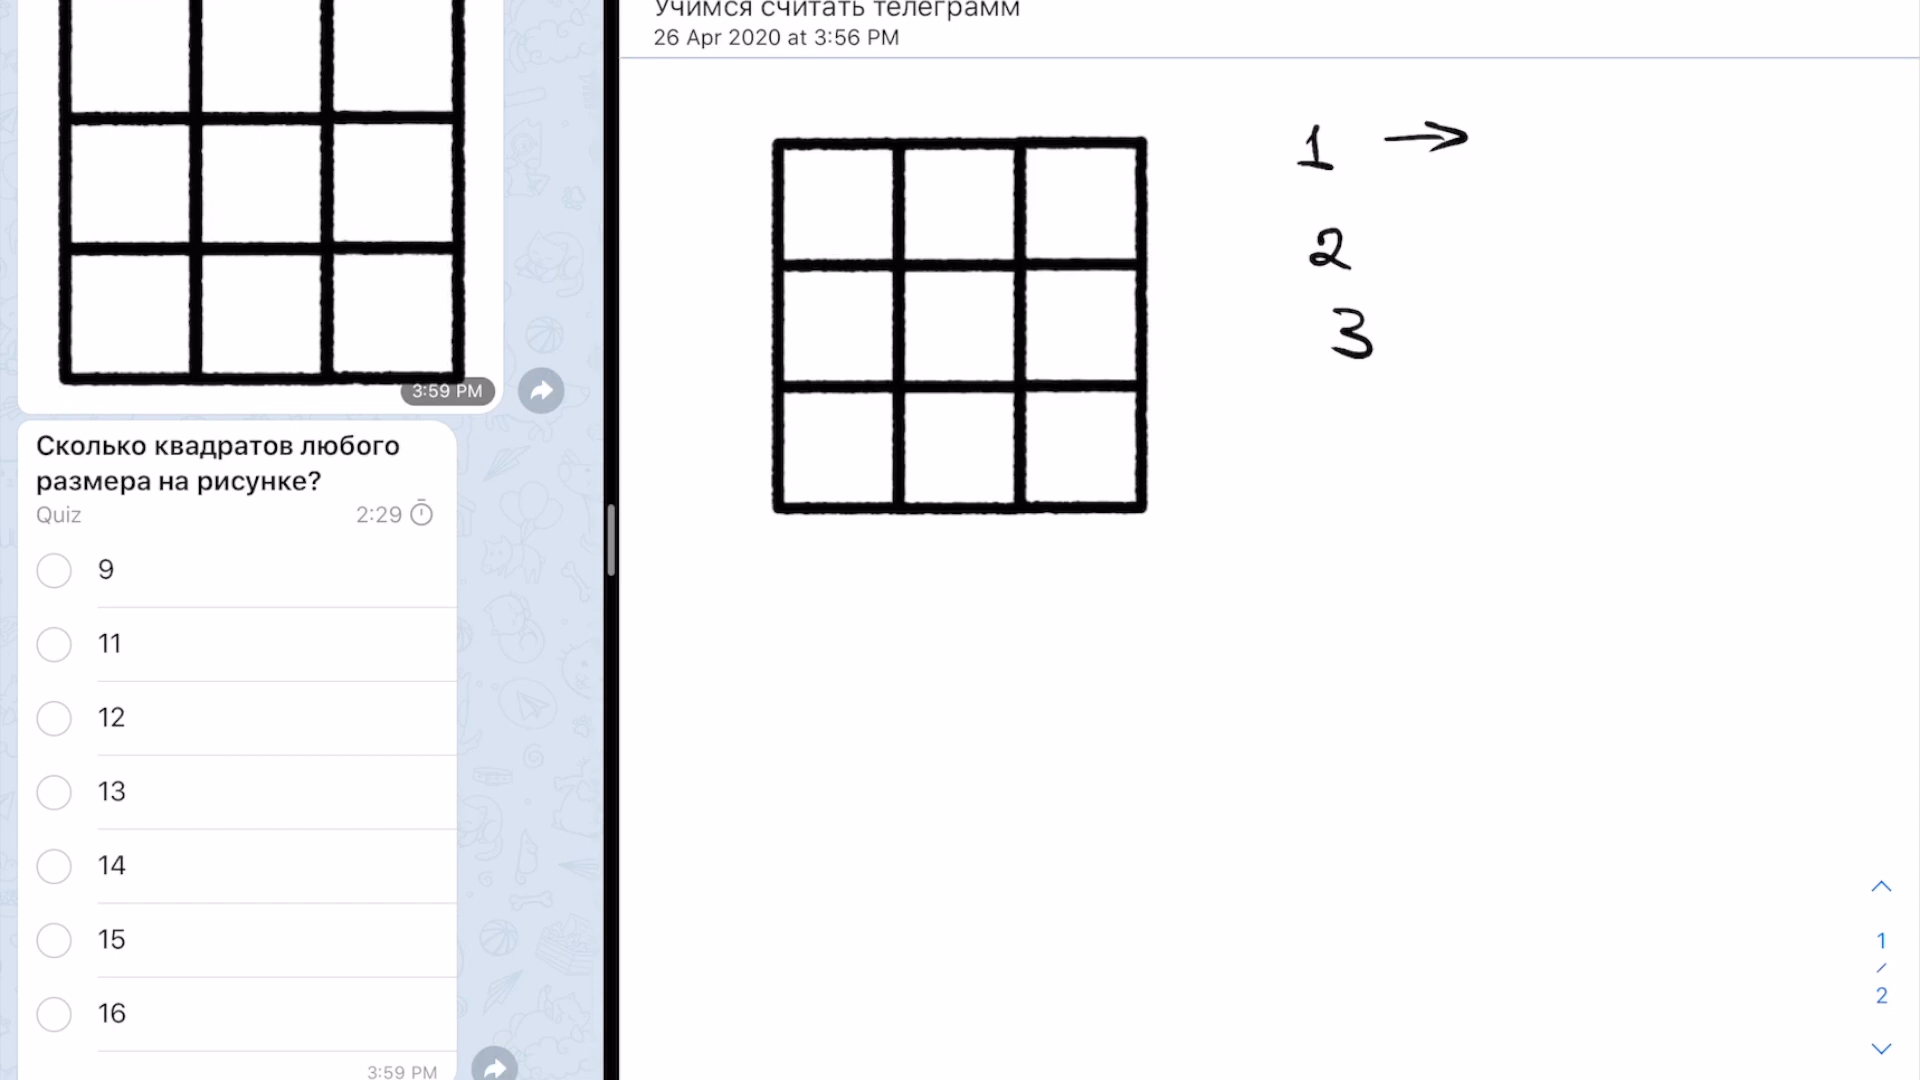 3:59 PM
Сколько квадратов любого
размера на рисунке?
Quiz 2:29
9
11
12
13
14
15
16
3:59 PM
Учимся считать телеграмм
26 Apr 2020 at 3:56 PM
1 →
2
3
1
/
2